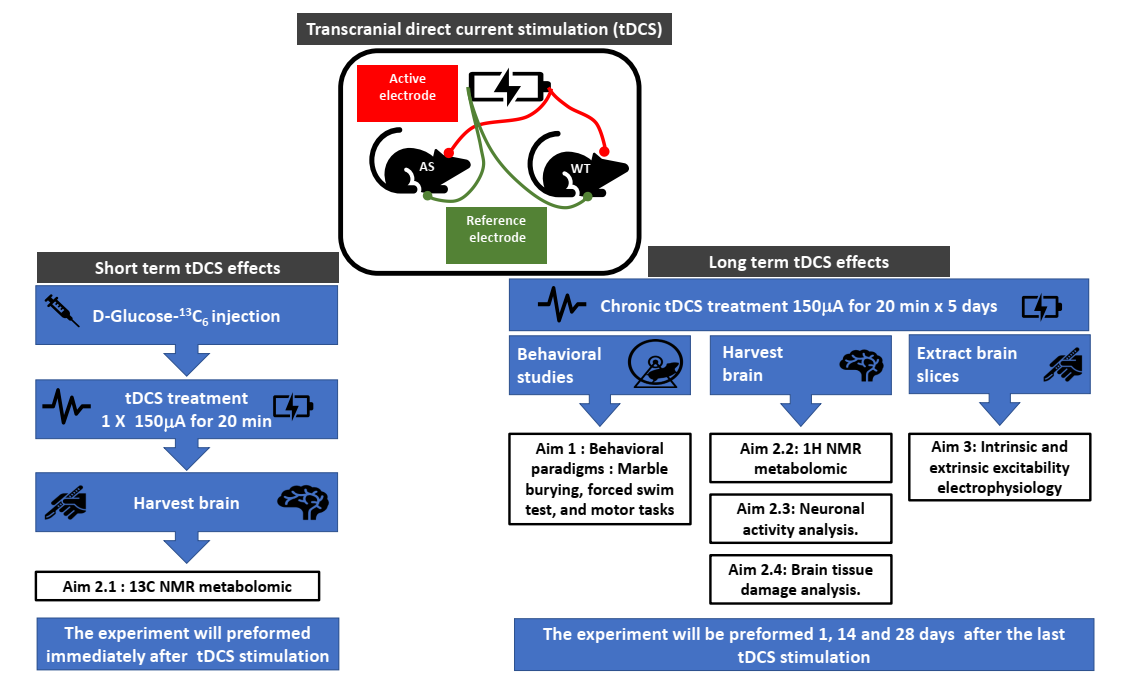 Transcranial direct current stimulation (tDCS)
Active
electrode
AS
WT
Reference
electrode
Short term tDCS effects
D-Glucose-¹³C₆ injection
tDCS treatment
1 X 150µA for 20 min
Harvest brain
Aim 2.1 : 13C NMR metabolomic
The experiment will preformed
immediately after tDCS stimulation
Long term tDCS effects
Chronic tDCS treatment 150µA for 20 min x 5 days
Behavioral
studies
Aim 1 : Behavioral
paradigms : Marble
burying, forced swim
test, and motor tasks
Harvest
brain
Aim 2.2: 1H NMR
metabolomic
Aim 2.3: Neuronal
activity analysis.
Aim 2.4: Brain tissue
damage analysis.
Extract brain
slices
Aim 3: Intrinsic and
extrinsic excitability
electrophysiology
The experiment will be preformed 1, 14 and 28 days after the last
tDCS stimulation